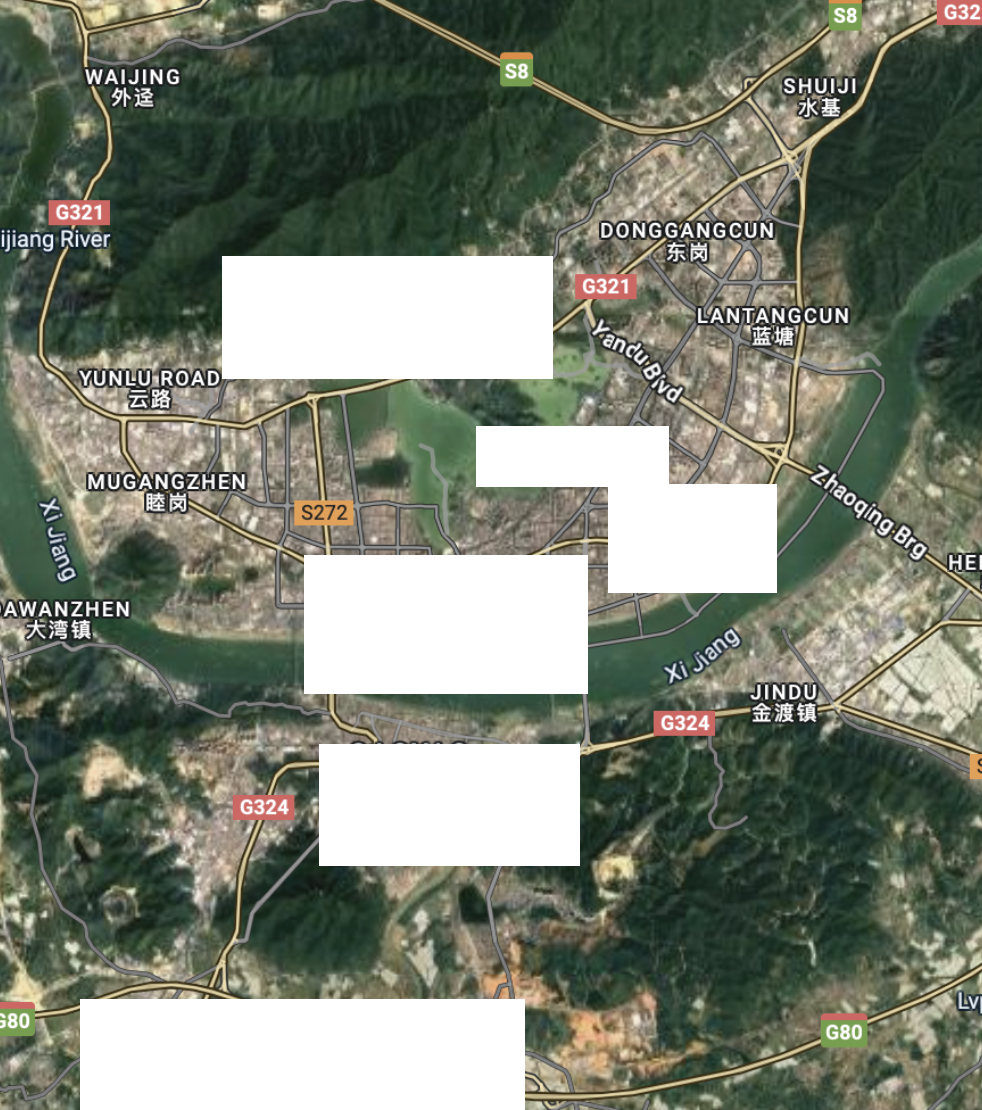 S8
G32
S8
WAIJING
外迳
SHUIJI
水基
G321
ijiang River
DONGGANGCUN
东岗
G321
LANTANGCUN
蓝塘
Yandu Blvd
YUNLU ROAD
云路
MUGANGZHEN
睦岗
S272
Zhaoqing Brg
Xi Jiang
HE
DAWANZHEN
大湾镇
Xi Jiang
JINDU
金渡镇
G324
S
G324
G80
Lvp
G80